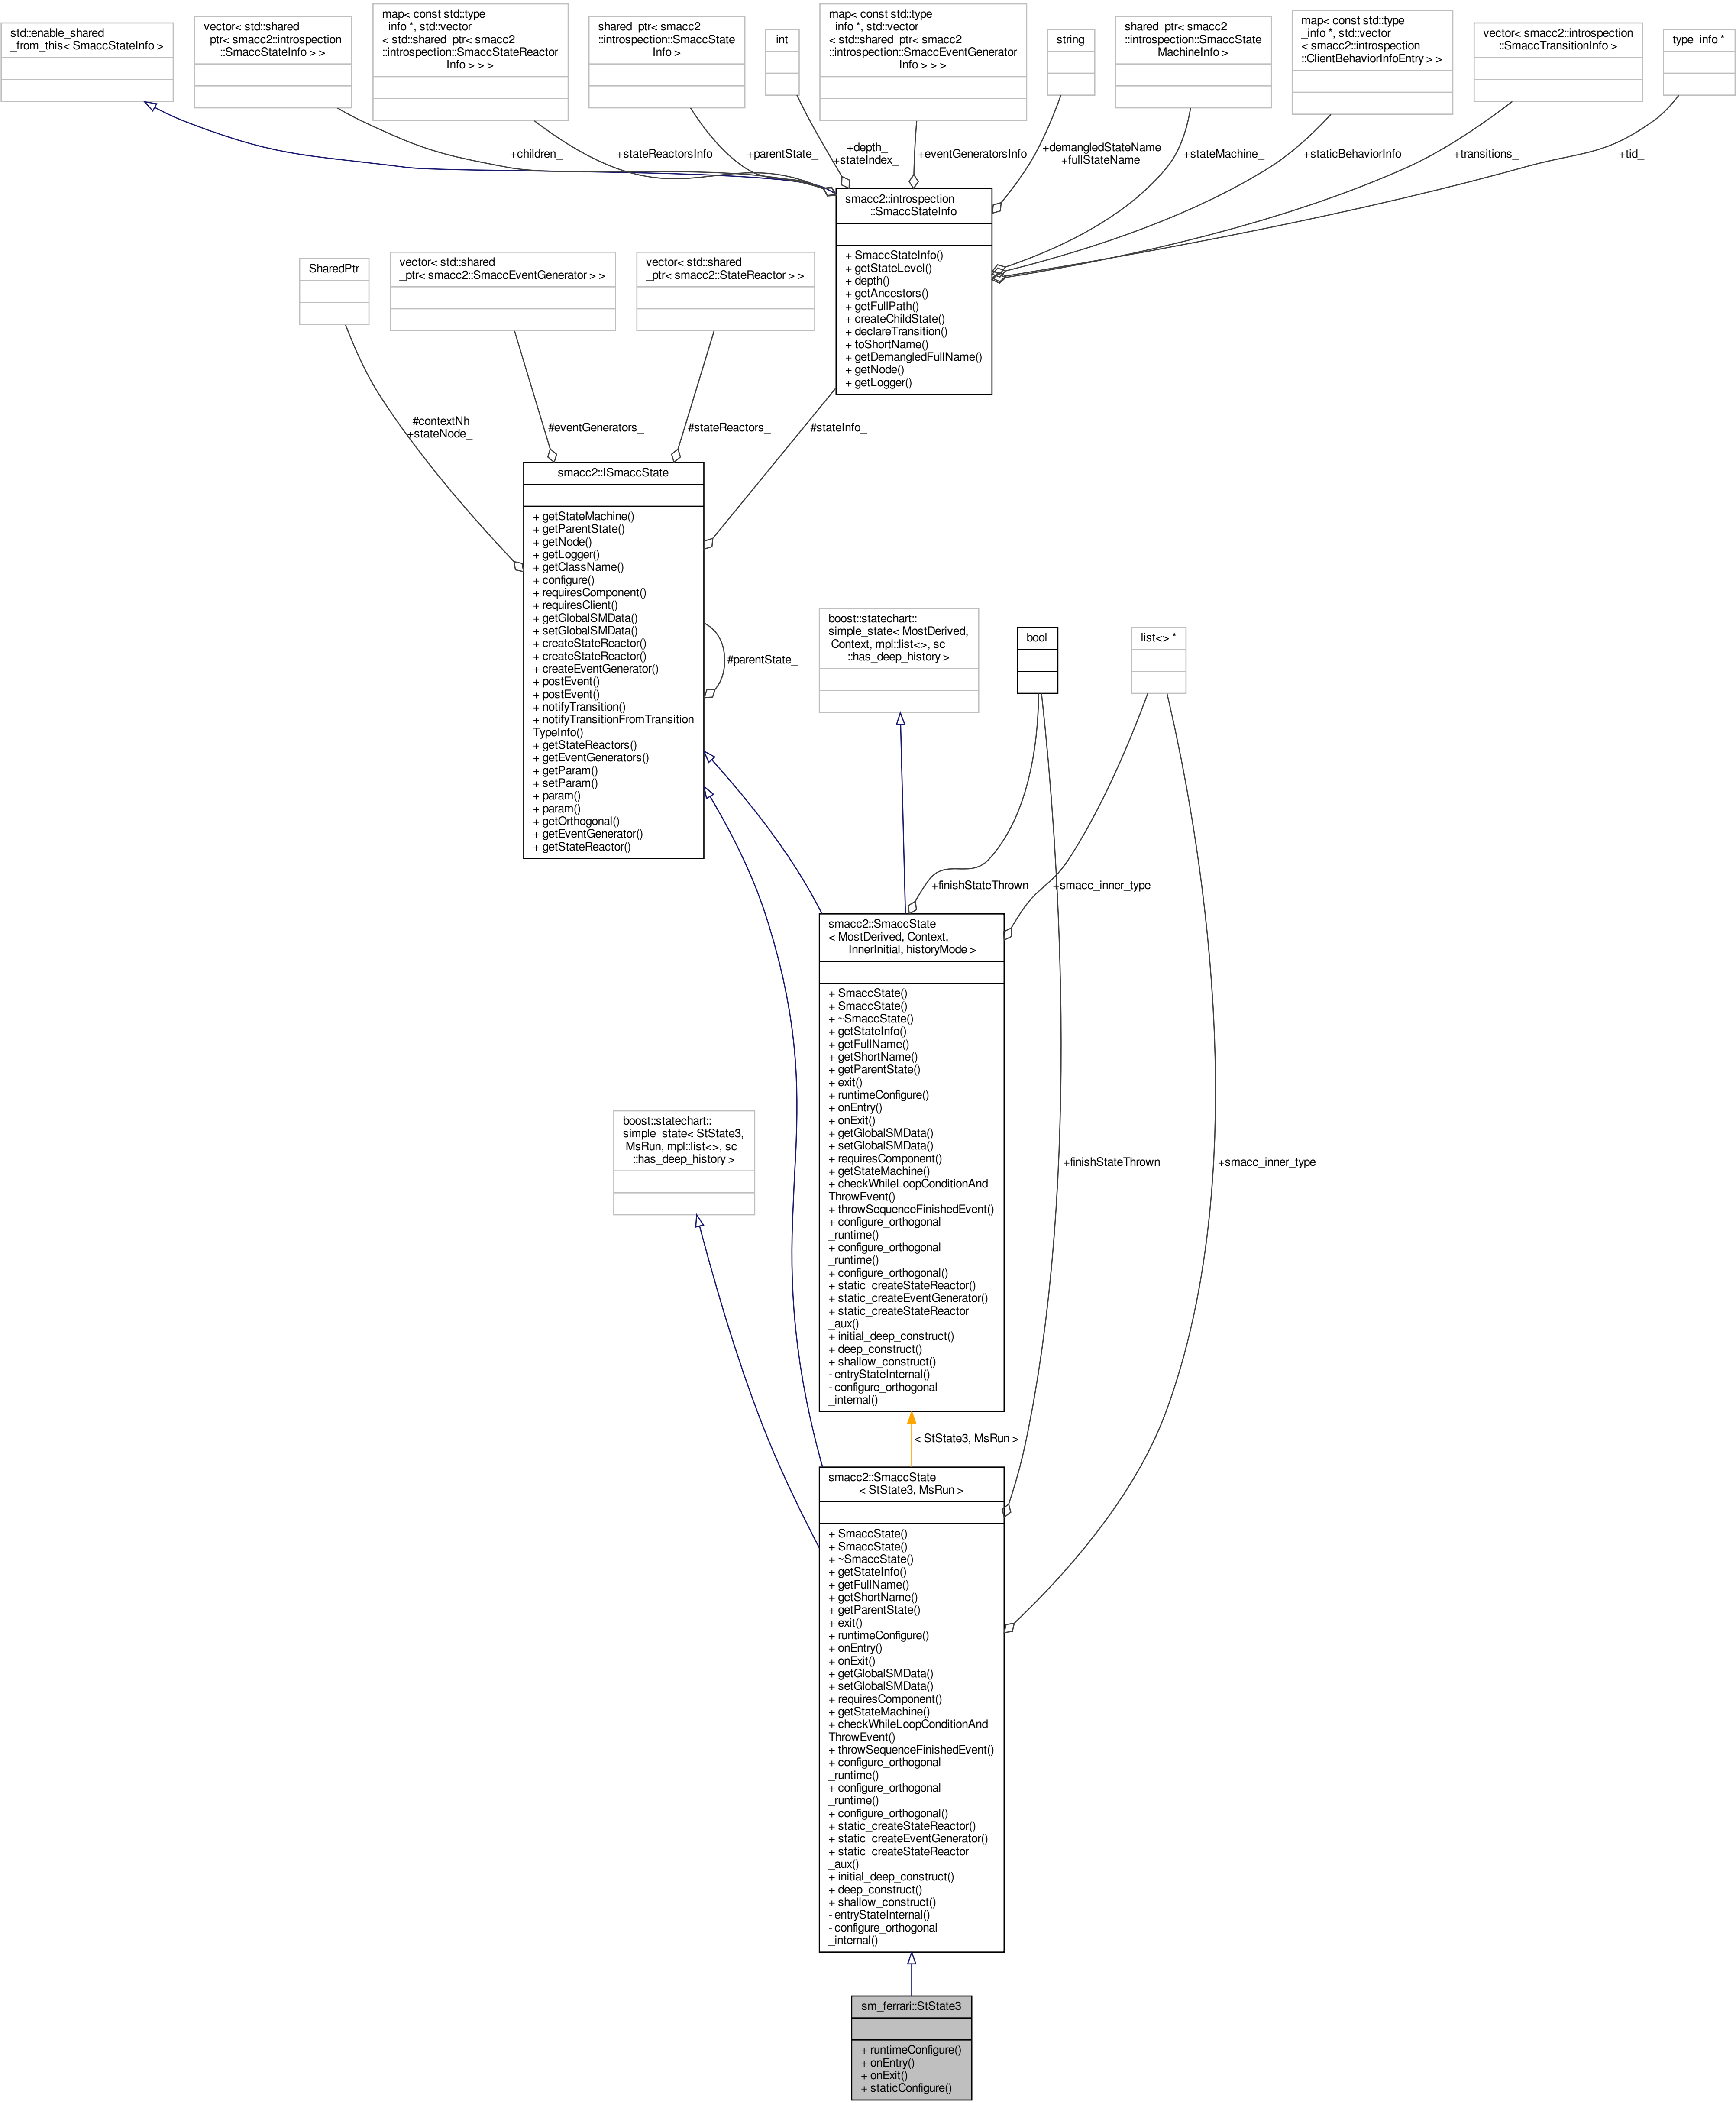 std::enable_shared
_from_this< SmaccStateInfo >
vector< std::shared
_ptr< smacc2::introspection
::SmaccStateInfo > >
map< const std::type
_info *, std::vector
< std::shared_ptr< smacc2
::introspection::SmaccStateReactor
Info > > >
shared_ptr< smacc2
::introspection::SmaccState
Info >
int
map< const std::type
_info *, std::vector
< std::shared_ptr< smacc2
::introspection::SmaccEventGenerator
Info > > >
string
shared_ptr< smacc2
::introspection::SmaccState
MachineInfo >
map< const std::type
_info *, std::vector
< smacc2::introspection
::ClientBehaviorInfoEntry > >
vector< smacc2::introspection
::SmaccTransitionInfo >
type_info *
+children_
+stateReactorsInfo
+parentState_
+depth_
+stateIndex_
+eventGeneratorsInfo
+demangledStateName
+fullStateName
+stateMachine_
+staticBehaviorInfo
+transitions_
+tid_
smacc2::introspection
::SmaccStateInfo
+ SmaccStateInfo()
+ getStateLevel()
+ depth()
+ getAncestors()
+ getFullPath()
+ createChildState()
+ declareTransition()
+ toShortName()
+ getDemangledFullName()
+ getNode()
+ getLogger()
SharedPtr
vector< std::shared
_ptr< smacc2::SmaccEventGenerator > >
vector< std::shared
_ptr< smacc2::StateReactor > >
#contextNh
+stateNode_
#eventGenerators_
#stateReactors_
#stateInfo_
smacc2::ISmaccState
+ getStateMachine()
+ getParentState()
+ getNode()
+ getLogger()
+ getClassName()
+ configure()
+ requiresComponent()
+ requiresClient()
+ getGlobalSMData()
+ setGlobalSMData()
+ createStateReactor()
+ createStateReactor()
+ createEventGenerator()
+ postEvent()
+ postEvent()
+ notifyTransition()
+ notifyTransitionFromTransition
TypeInfo()
+ getStateReactors()
+ getEventGenerators()
+ getParam()
+ setParam()
+ param()
+ param()
+ getOrthogonal()
+ getEventGenerator()
+ getStateReactor()
#parentState_
boost::statechart::
simple_state< MostDerived,
Context, mpl::list<>, sc
::has_deep_history >
bool
list<> *
+finishStateThrown
+smacc_inner_type
smacc2::SmaccState
< MostDerived, Context,
InnerInitial, historyMode >
+ SmaccState()
+ SmaccState()
+ ~SmaccState()
+ getStateInfo()
+ getFullName()
+ getShortName()
+ getParentState()
+ exit()
+ runtimeConfigure()
+ onEntry()
+ onExit()
+ getGlobalSMData()
+ setGlobalSMData()
+ requiresComponent()
+ getStateMachine()
+ checkWhileLoopConditionAnd
ThrowEvent()
+ throwSequenceFinishedEvent()
+ configure_orthogonal
_runtime()
+ configure_orthogonal
_runtime()
+ configure_orthogonal()
+ static_createStateReactor()
+ static_createEventGenerator()
+ static_createStateReactor
_aux()
+ initial_deep_construct()
+ deep_construct()
+ shallow_construct()
- entryStateInternal()
- configure_orthogonal
_internal()
boost::statechart::
simple_state< StState3,
MsRun, mpl::list<>, sc
::has_deep_history >
+finishStateThrown
+smacc_inner_type
< StState3, MsRun >
smacc2::SmaccState
< StState3, MsRun >
+ SmaccState()
+ SmaccState()
+ ~SmaccState()
+ getStateInfo()
+ getFullName()
+ getShortName()
+ getParentState()
+ exit()
+ runtimeConfigure()
+ onEntry()
+ onExit()
+ getGlobalSMData()
+ setGlobalSMData()
+ requiresComponent()
+ getStateMachine()
+ checkWhileLoopConditionAnd
ThrowEvent()
+ throwSequenceFinishedEvent()
+ configure_orthogonal
_runtime()
+ configure_orthogonal
_runtime()
+ configure_orthogonal()
+ static_createStateReactor()
+ static_createEventGenerator()
+ static_createStateReactor
_aux()
+ initial_deep_construct()
+ deep_construct()
+ shallow_construct()
- entryStateInternal()
- configure_orthogonal
_internal()
sm_ferrari::StState3
+ runtimeConfigure()
+ onEntry()
+ onExit()
+ staticConfigure()